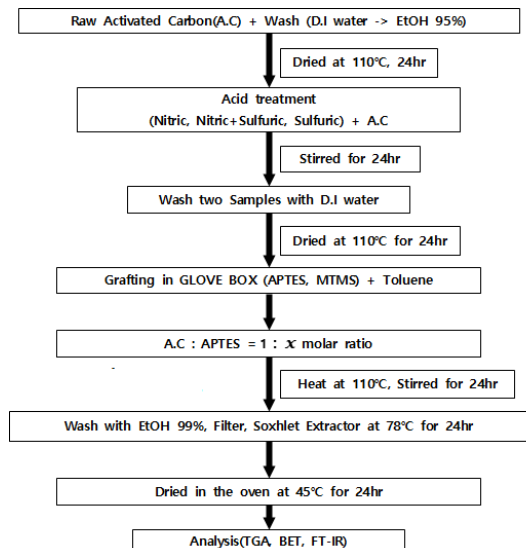 Raw Activated Carbon(A.C) + Wash (D.I water -> EtOH 95%)
Dried at 110℃, 24hr
Acid treatment
(Nitric, Nitric+Sulfuric, Sulfuric) + A.C
Stirred for 24hr
Wash two Samples with D.I water
Dried at 110℃ for 24hr
Grafting in GLOVE BOX (APTES, MTMS) + Toluene
A.C : APTES = 1 : x molar ratio
Heat at 110℃, Stirred for 24hr
Wash with EtOH 99%, Filter, Soxhlet Extractor at 78℃ for 24hr
Dried in the oven at 45℃ for 24hr
Analysis(TGA, BET, FT-IR)